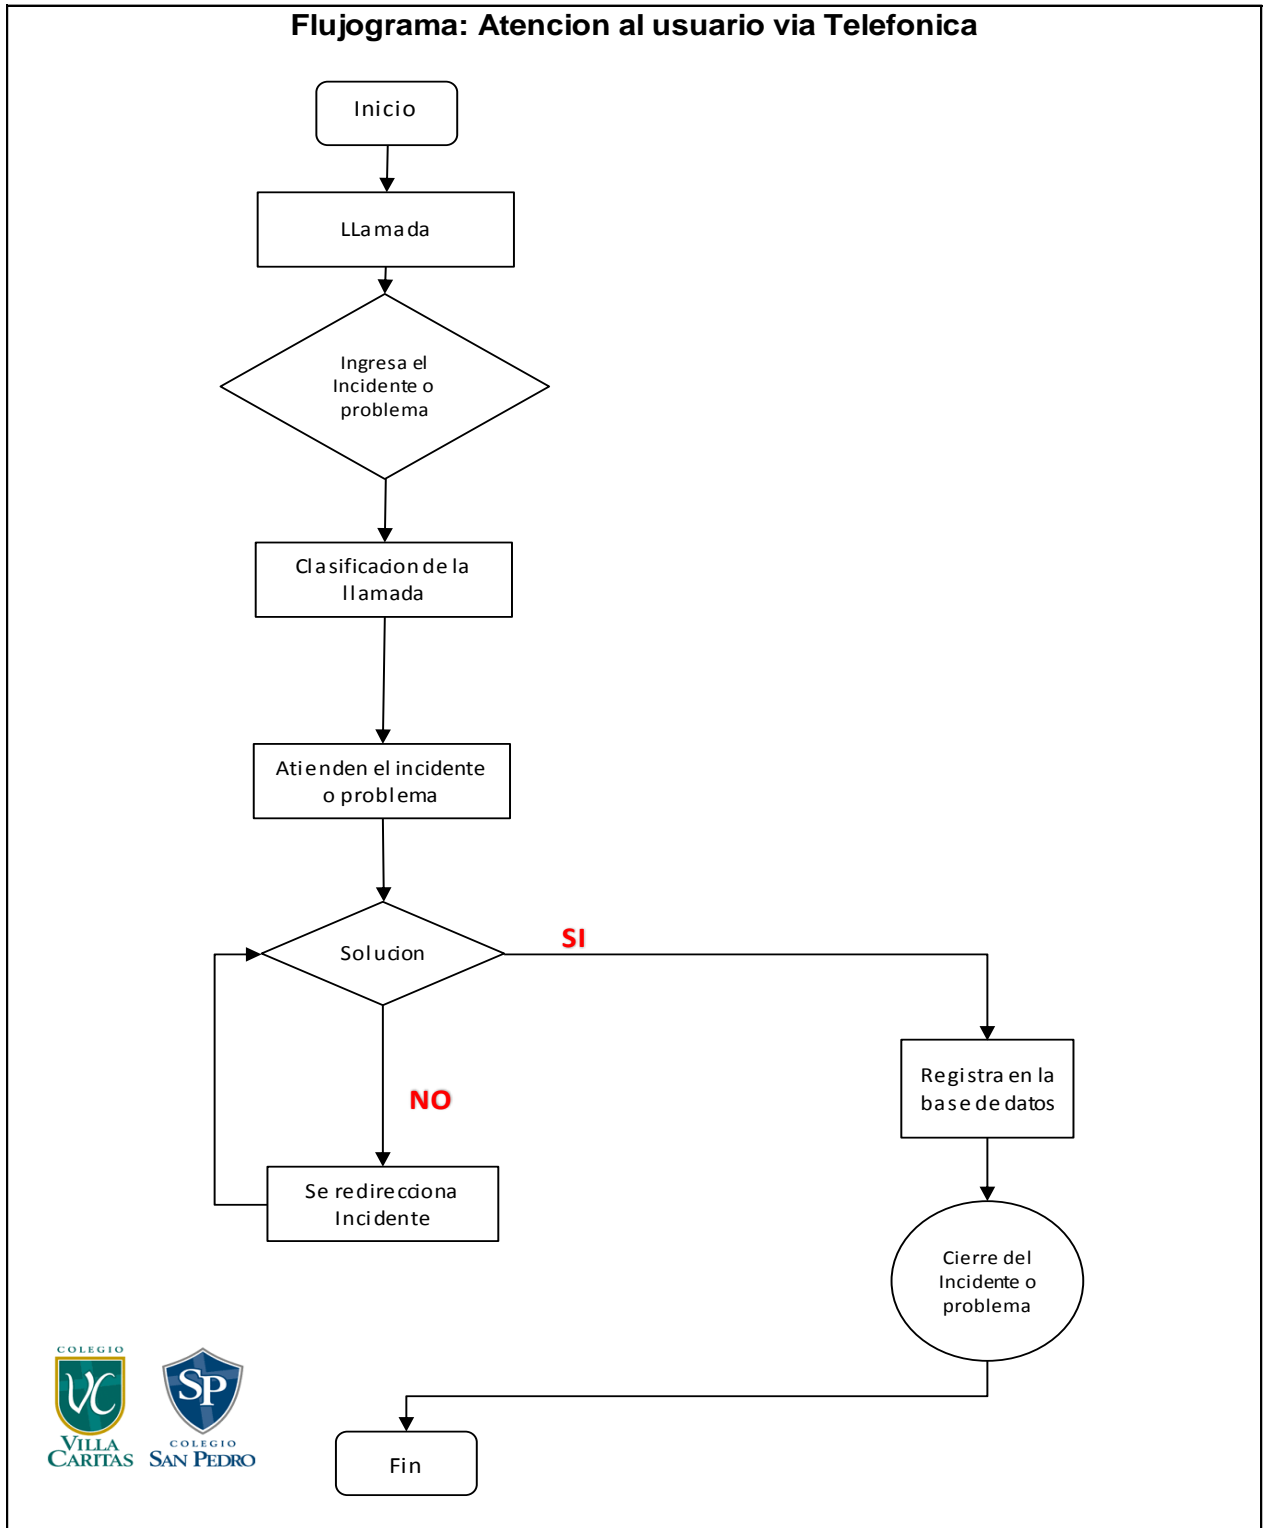 Flujograma: Atencion al usuario via Telefonica
Inicio
LLamada
Ingresa el
Incidente o
problema
Clasificacion de la
llamada
Atienden el incidente
o problema
Solucion
SI
NO
Registra en la
base de datos
Se redirecciona
Incidente
Cierre del
Incidente o
problema
Fin
COLEGIO
VC
VILLA
CARITAS
SP
COLEGIO
SAN PEDRO